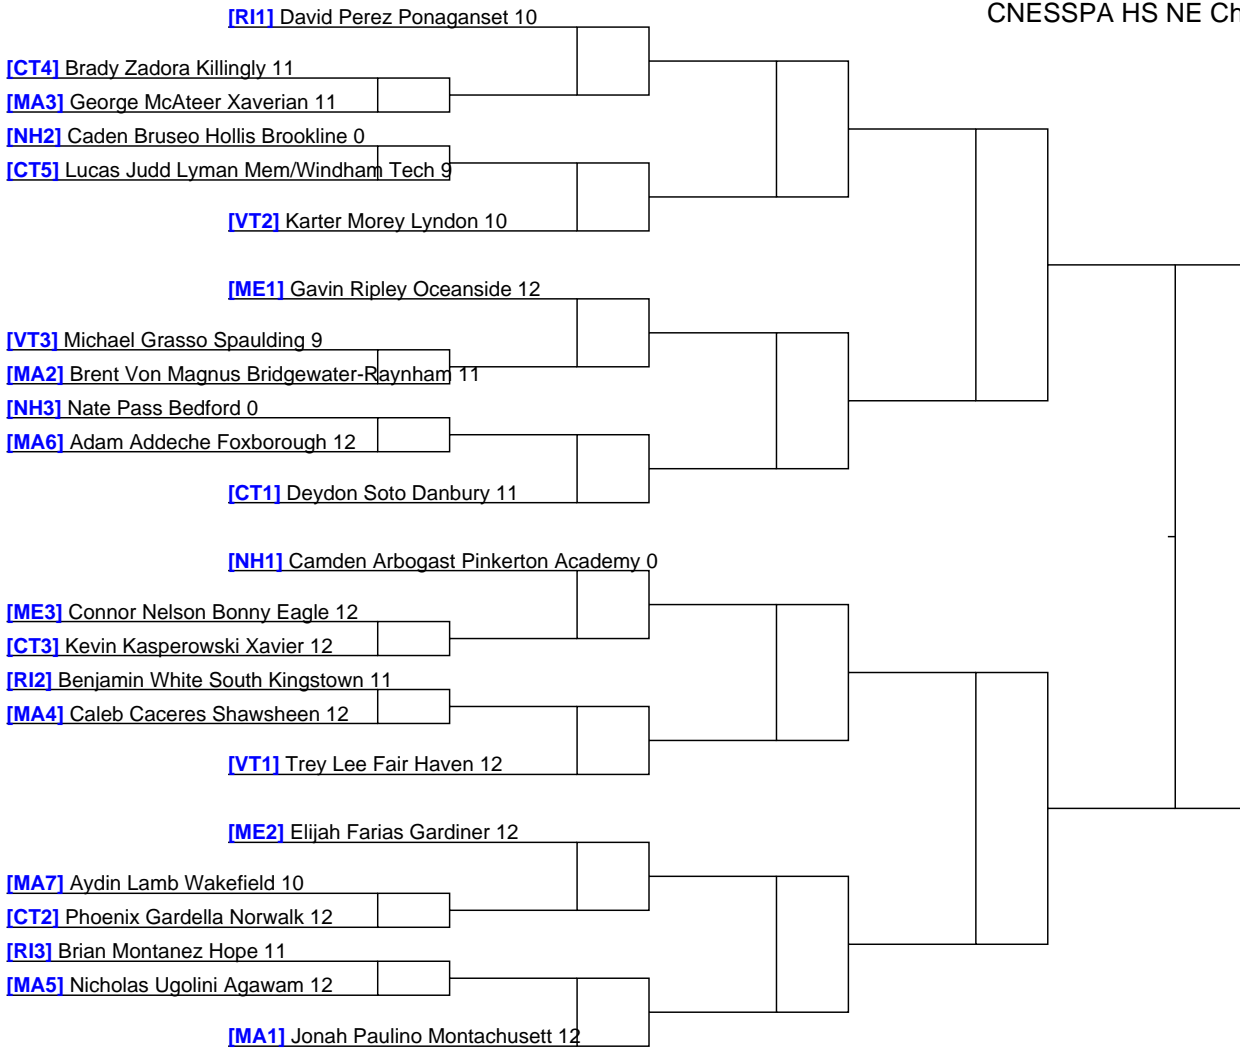 CNESSPA HS NE Ch
[RI1] David Perez Ponaganset 10
[CT4] Brady Zadora Killingly 11
[MA3] George McAteer Xaverian 11
[NH2] Caden Bruseo Hollis Brookline 0
[CT5] Lucas Judd Lyman Mem/Windham Tech 9
[VT2] Karter Morey Lyndon 10
[ME1] Gavin Ripley Oceanside 12
[VT3] Michael Grasso Spaulding 9
[MA2] Brent Von Magnus Bridgewater-Raynham 11
[NH3] Nate Pass Bedford 0
[MA6] Adam Addeche Foxborough 12
[CT1] Deydon Soto Danbury 11
[NH1] Camden Arbogast Pinkerton Academy 0
[ME3] Connor Nelson Bonny Eagle 12
[CT3] Kevin Kasperowski Xavier 12
[RI2] Benjamin White South Kingstown 11
[MA4] Caleb Caceres Shawsheen 12
[VT1] Trey Lee Fair Haven 12
[ME2] Elijah Farias Gardiner 12
[MA7] Aydin Lamb Wakefield 10
[CT2] Phoenix Gardella Norwalk 12
[RI3] Brian Montanez Hope 11
[MA5] Nicholas Ugolini Agawam 12
[MA1] Jonah Paulino Montachusett 12